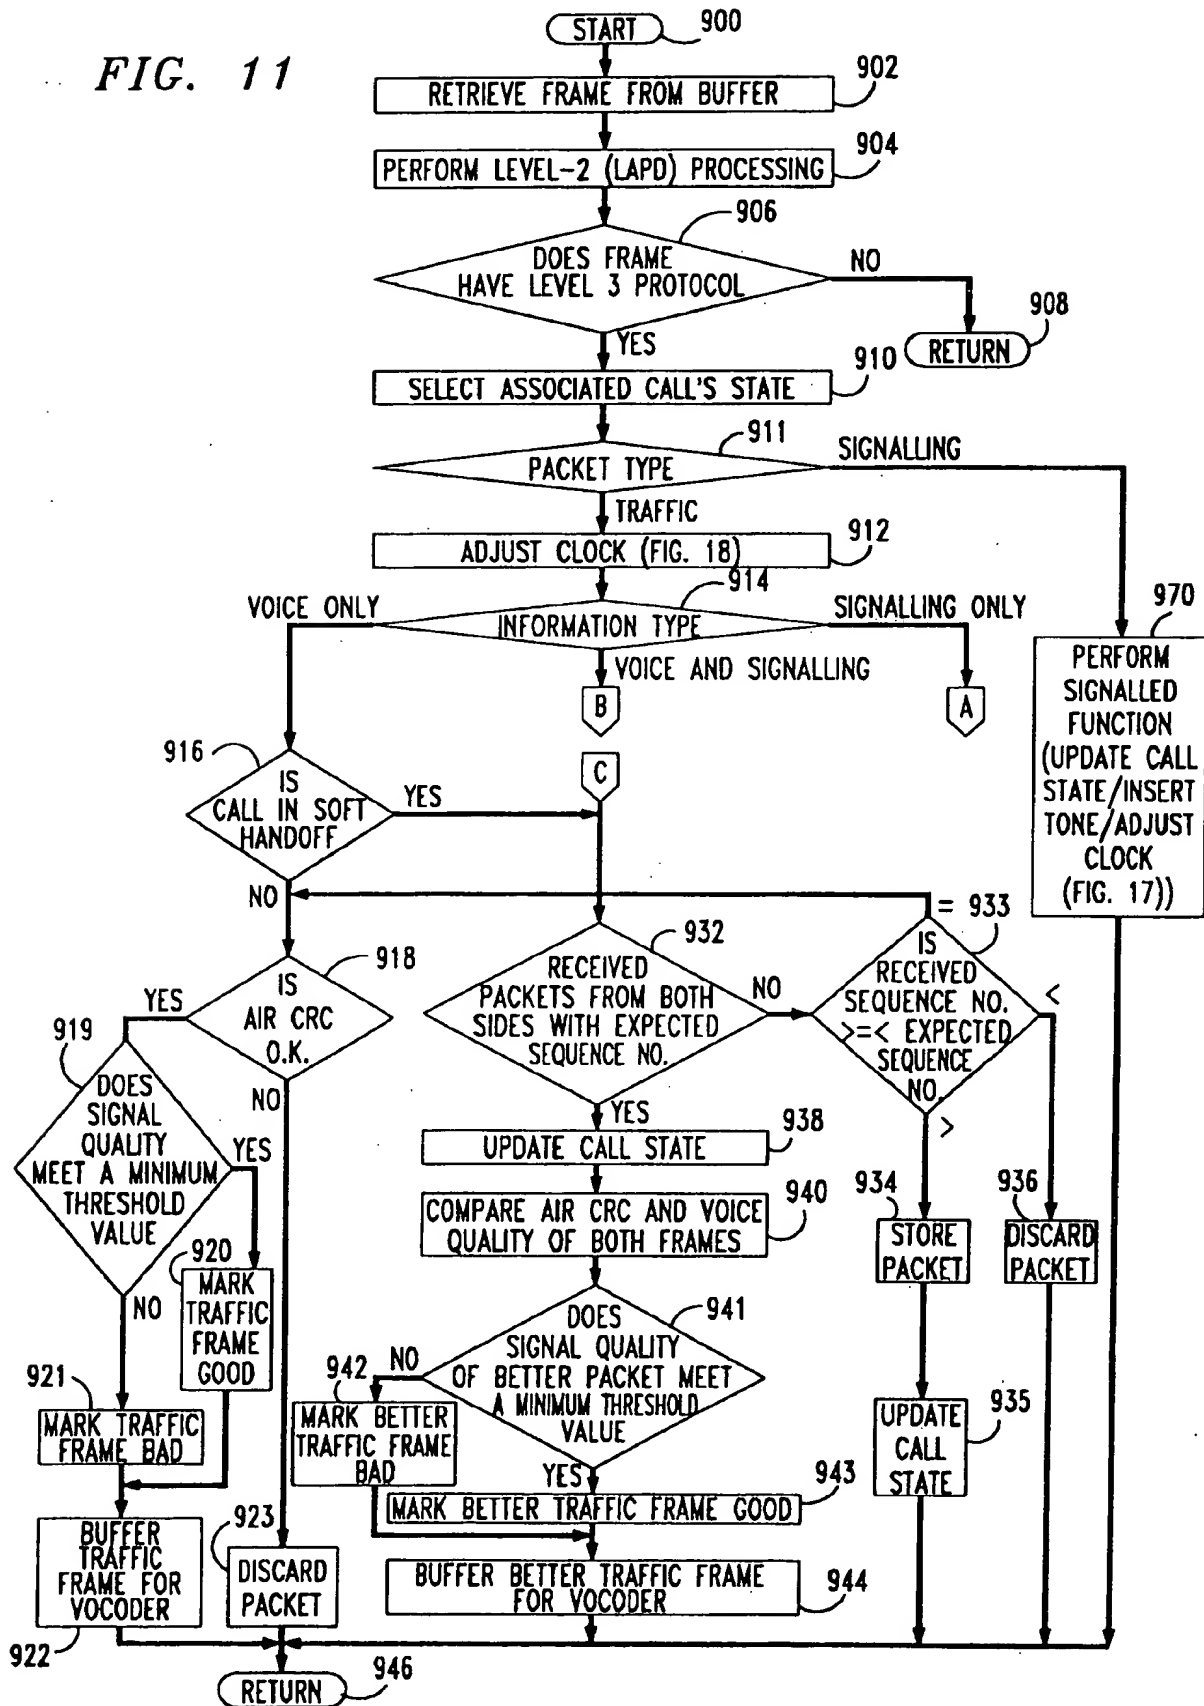 FIG. 11
START
900
RETRIEVE FRAME FROM BUFFER
902
PERFORM LEVEL-2 (LAPD) PROCESSING
904
DOES FRAME
HAVE LEVEL 3 PROTOCOL
906
NO
RETURN
908
YES
SELECT ASSOCIATED CALL'S STATE
910
PACKET TYPE
911
SIGNALLING
TRAFFIC
ADJUST CLOCK (FIG. 18)
912
INFORMATION TYPE
914
VOICE ONLY
SIGNALLING ONLY
VOICE AND SIGNALLING
B
A
970
PERFORM
SIGNALLED
FUNCTION
(UPDATE CALL
STATE/INSERT
TONE/ADJUST
CLOCK
(FIG. 17))
916
IS
CALL IN SOFT
HANDOFF
YES
C
NO
918
IS
AIR CRC
O.K.
YES
NO
932
RECEIVED
PACKETS FROM BOTH
SIDES WITH EXPECTED
SEQUENCE NO.
NO
YES
= 933
IS
RECEIVED
SEQUENCE NO.
>=< EXPECTED
SEQUENCE
NO.
<
>
919
DOES
SIGNAL
QUALITY
MEET A MINIMUM
THRESHOLD
VALUE
YES
NO
920
MARK
TRAFFIC
FRAME
GOOD
921
MARK TRAFFIC
FRAME BAD
BUFFER
TRAFFIC
FRAME FOR
VOCODER
922
923
DISCARD
PACKET
UPDATE CALL STATE
938
COMPARE AIR CRC AND VOICE
QUALITY OF BOTH FRAMES
940
941
DOES
SIGNAL QUALITY
OF BETTER PACKET MEET
A MINIMUM THRESHOLD
VALUE
NO
942
MARK BETTER
TRAFFIC FRAME
BAD
YES
MARK BETTER TRAFFIC FRAME GOOD
943
BUFFER BETTER TRAFFIC FRAME
FOR VOCODER
944
934
STORE
PACKET
936
DISCARD
PACKET
UPDATE
CALL
STATE
935
RETURN
946